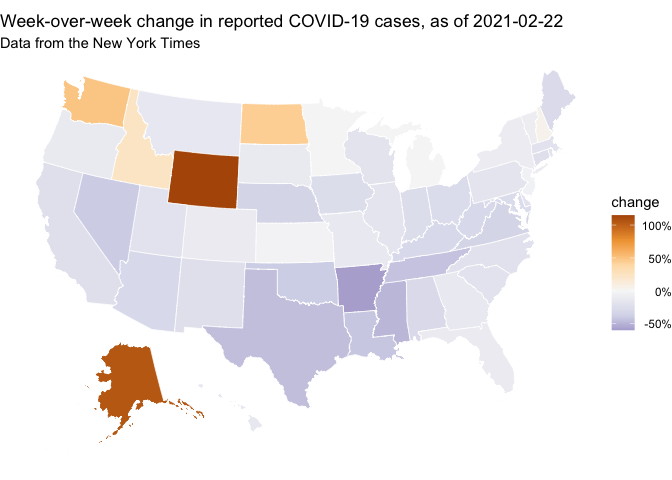 Week-over-week change in reported COVID-19 cases, as of 2021-02-22
Data from the New York Times
change
100%
50%
0%
-50%